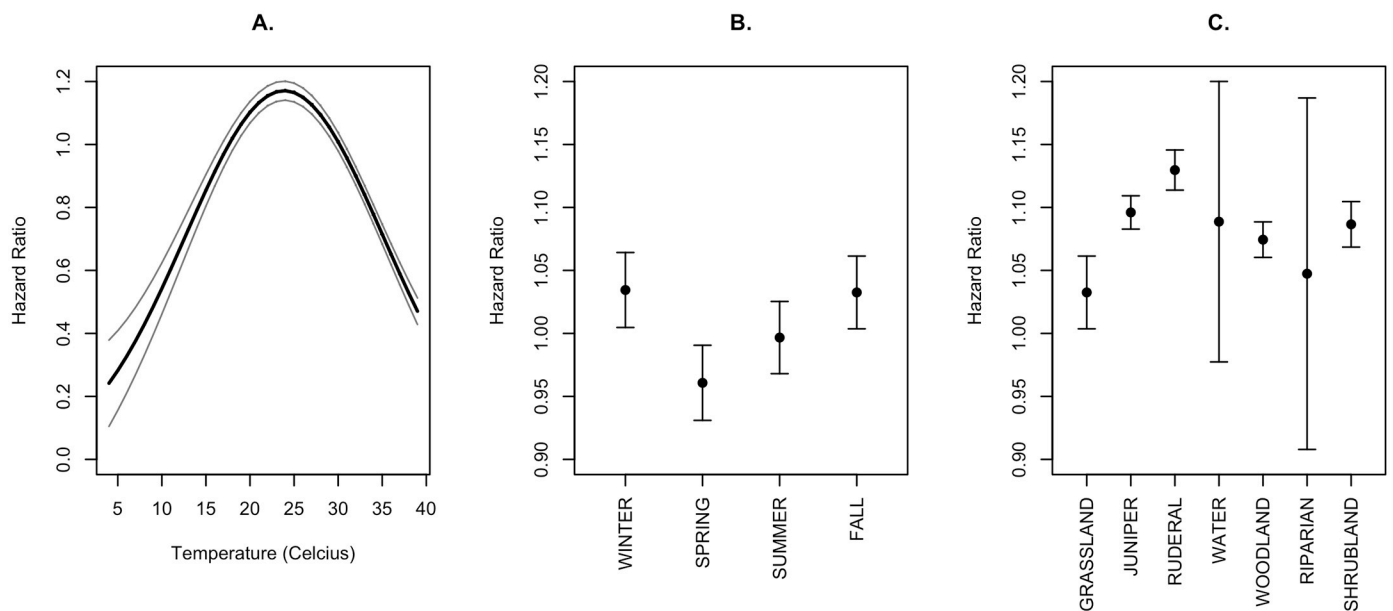 A.
Hazard Ratio
0.0 0.2 0.4 0.6 0.8 1.0 1.2
5 10 15 20 25 30 35 40
Temperature (Celcius)
B.
Hazard Ratio
0.90 0.95 1.00 1.05 1.10 1.15 1.20
WINTER
SPRING
SUMMER
FALL
C.
Hazard Ratio
0.90 0.95 1.00 1.05 1.10 1.15 1.20
GRASSLAND
JUNIPER
RUDERAL
WATER
WOODLAND
RIPARIAN
SHRUBLAND